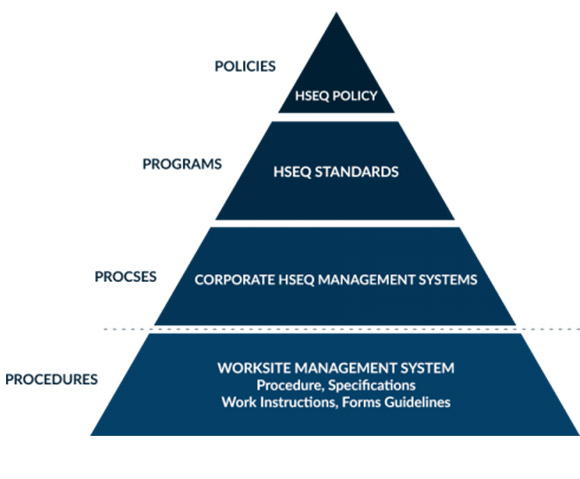 POLICIES
HSEQ POLICY
PROGRAMS
HSEQ STANDARDS
PROCSES
CORPORATE HSEQ MANAGEMENT SYSTEMS
PROCEDURES
WORKSITE MANAGEMENT SYSTEM
Procedure, Specifications
Work Instructions, Forms Guidelines